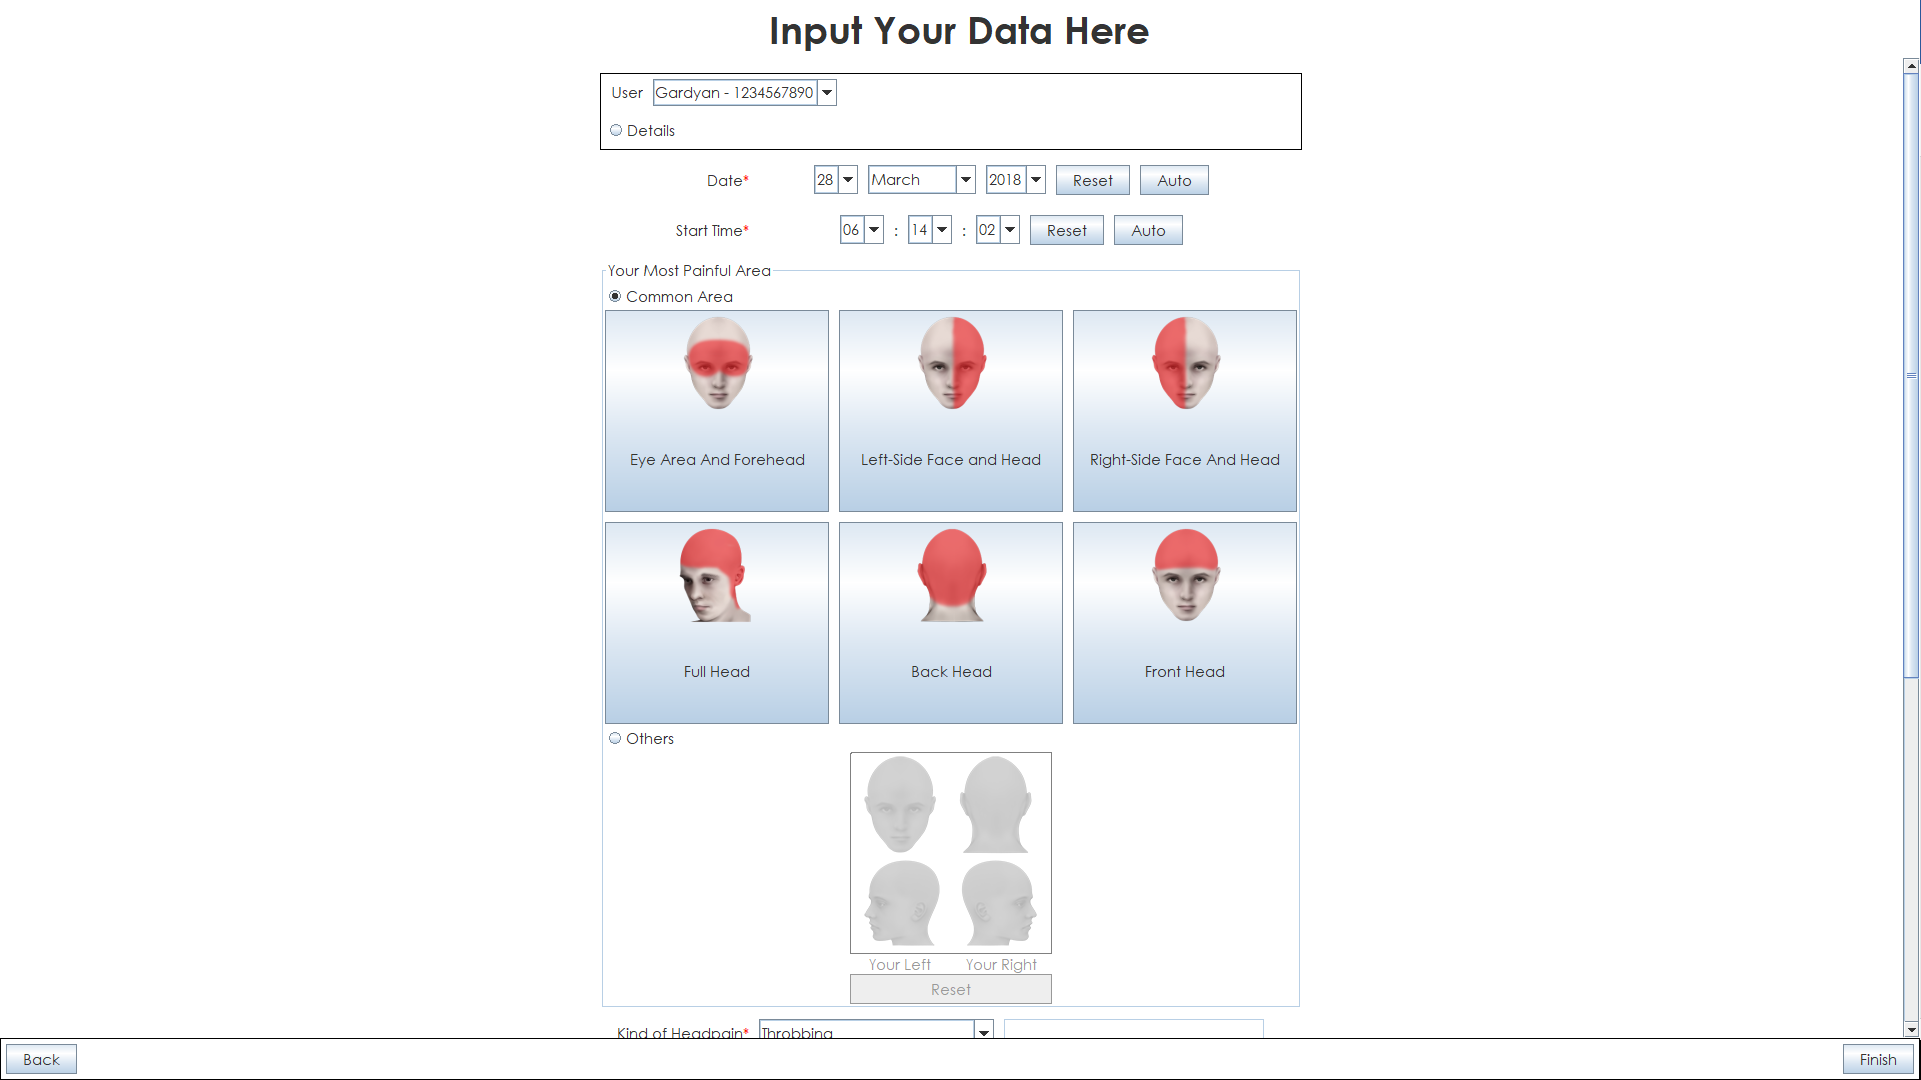 Input Your Data Here
User Gardyan - 1234567890
Details
Date* 28 March 2018 Reset Auto
Start Time* 06 : 14 : 02 Reset Auto
Your Most Painful Area
Common Area
Eye Area And Forehead Left-Side Face and Head Right-Side Face And Head
Full Head Back Head Front Head
Others
Your Left Your Right
Reset
Kind of Headpain* Throbbing
Back Finish